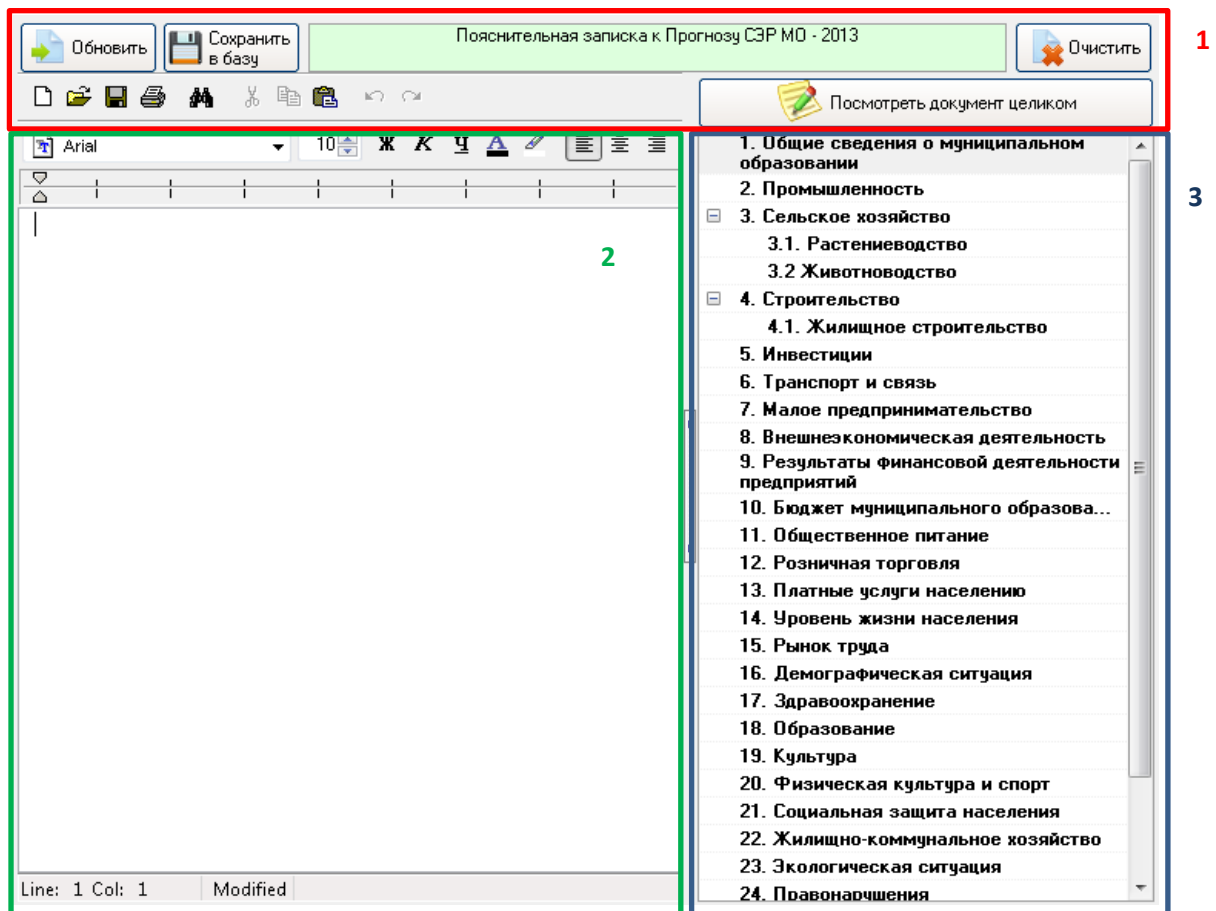 Обновить
Сохранить
в базу
Пояснительная записка к Прогнозу СЭР МО - 2013
Очистить
1
Посмотреть документ целиком
Arial
10
Ж К Ч
2
Line: 1 Col: 1
Modified
1. Общие сведения о муниципальном
образовании
2. Промышленность
3. Сельское хозяйство
3.1. Растениеводство
3.2 Животноводство
4. Строительство
4.1. Жилищное строительство
5. Инвестиции
6. Транспорт и связь
7. Малое предпринимательство
8. Внешнеэкономическая деятельность
9. Результаты финансовой деятельности
предприятий
10. Бюджет муниципального образова...
11. Общественное питание
12. Розничная торговля
13. Платные услуги населению
14. Уровень жизни населения
15. Рынок труда
16. Демографическая ситуация
17. Здравоохранение
18. Образование
19. Культура
20. Физическая культура и спорт
21. Социальная защита населения
22. Жилищно-коммунальное хозяйство
23. Экологическая ситуация
24. Правонарушения
3